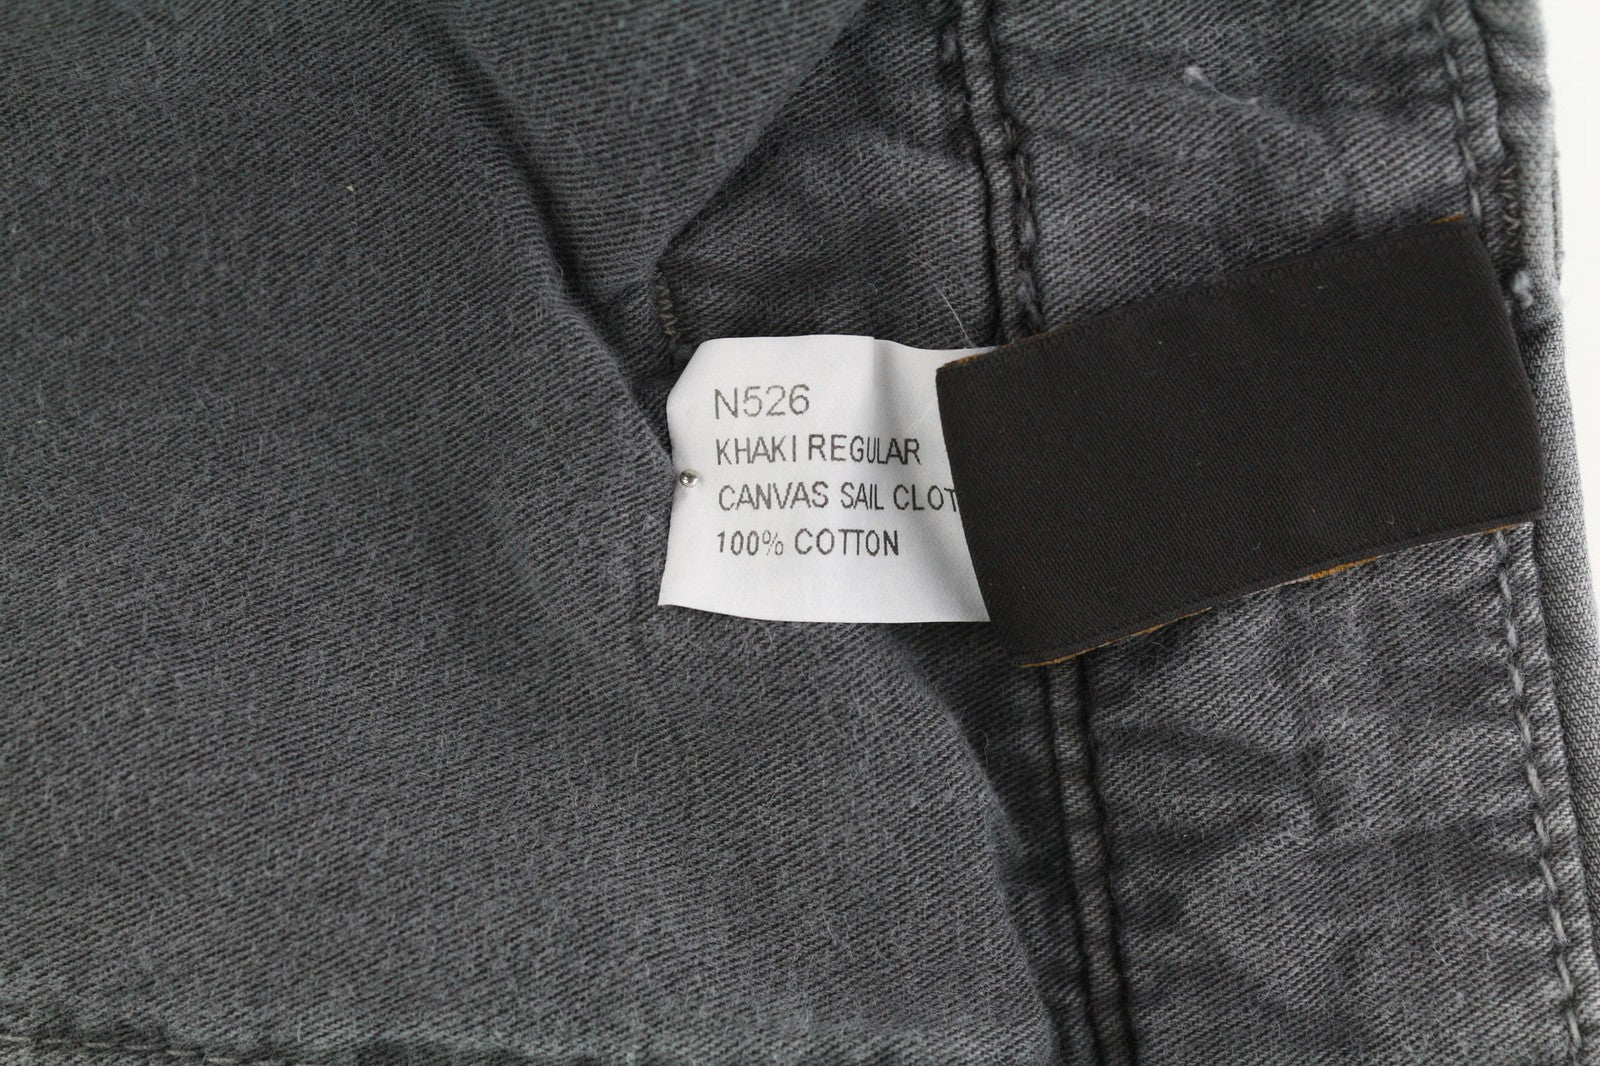 N526
KHAKI REGULAR
CANVAS SAIL CLOT
100% COTTON